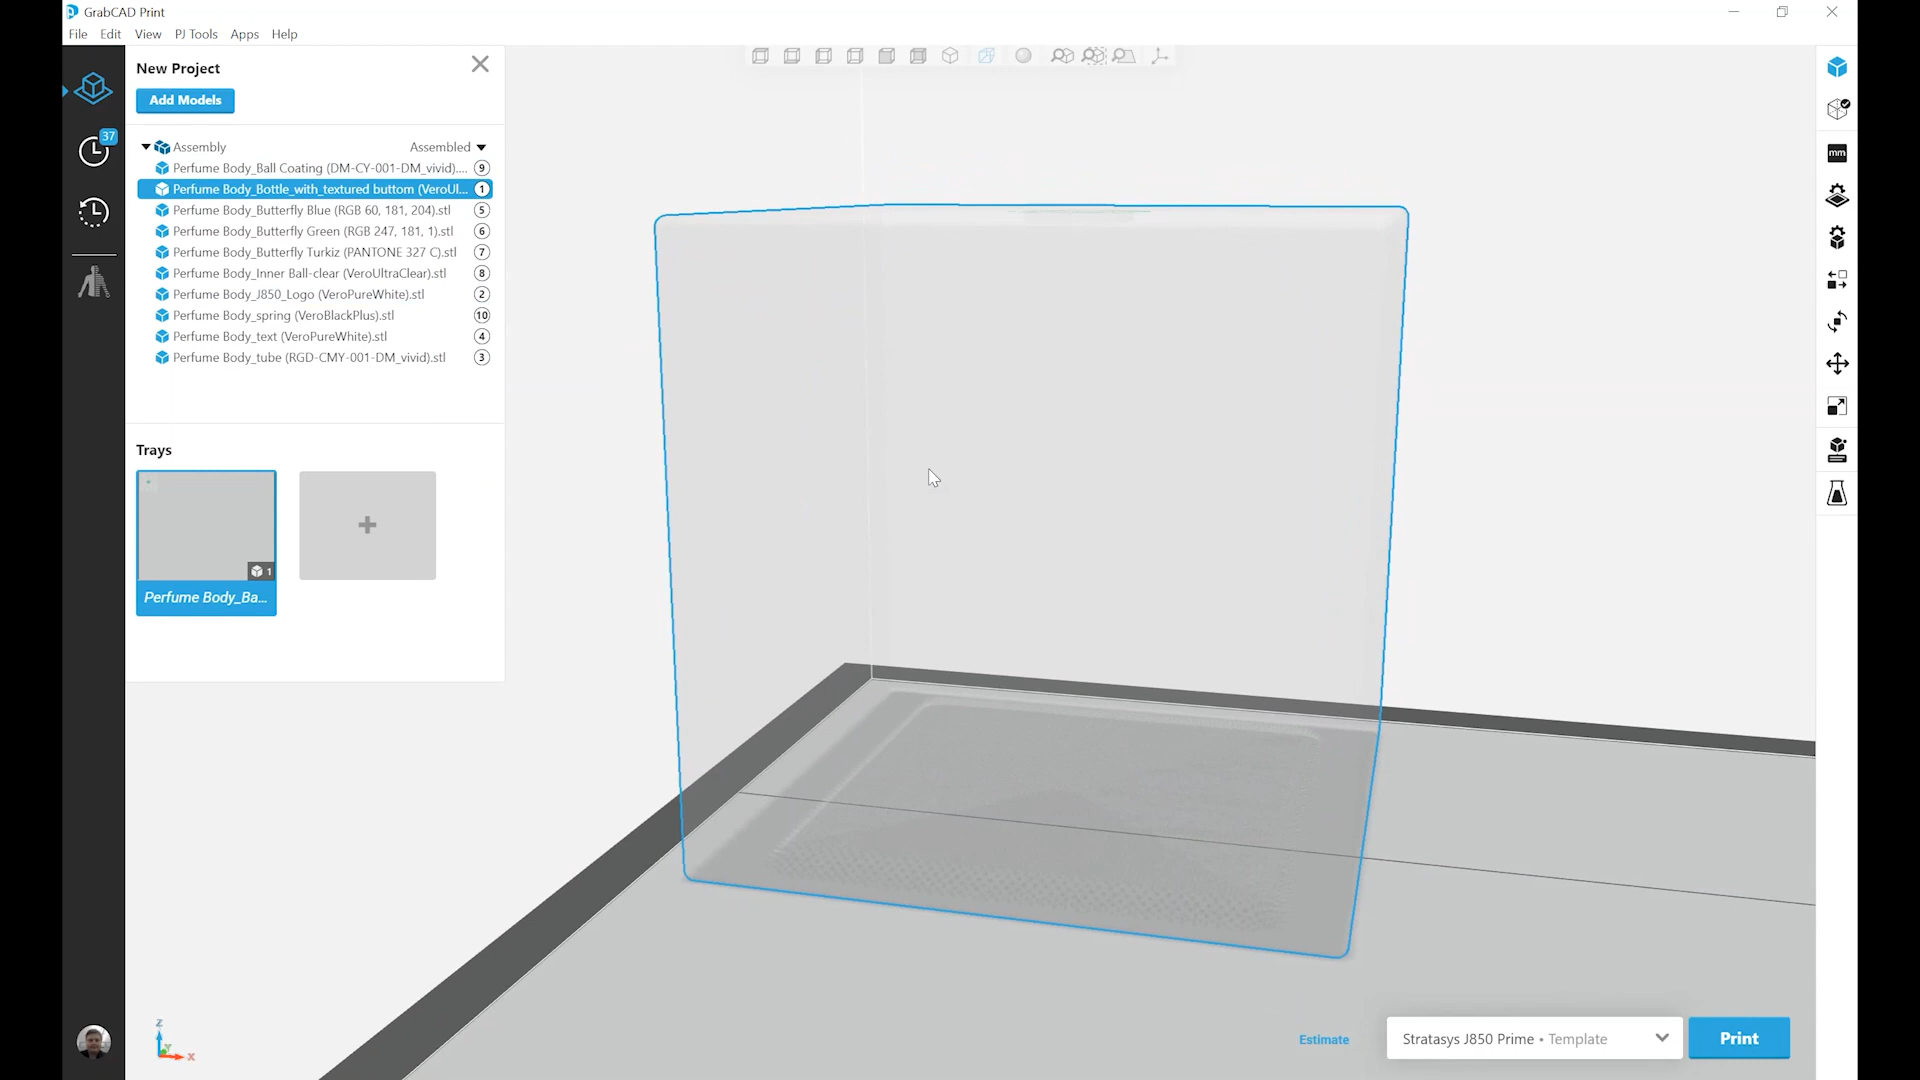 GrabCAD Print
File Edit View PJ Tools Apps Help
New Project
Add Models
37
Assembly Assembled
Perfume Body_Ball Coating (DM-CY-001-DM_vivid).... 9
Perfume Body_Bottle_with_textured buttom (VeroUl... 1
Perfume Body_Butterfly Blue (RGB 60, 181, 204).stl 5
Perfume Body_Butterfly Green (RGB 247, 181, 1).stl 6
Perfume Body_Butterfly Turkiz (PANTONE 327 C).stl 7
Perfume Body_Inner Ball-clear (VeroUltraClear).stl 8
Perfume Body_J850_Logo (VeroPureWhite).stl 2
Perfume Body_spring (VeroBlackPlus).stl 10
Perfume Body_text (VeroPureWhite).stl 4
Perfume Body_tube (RGD-CMY-001-DM_vivid).stl 3
Trays
1
Perfume Body_Ba...
mm
Z
Y
X
Estimate
Stratasys J850 Prime • Template
Print